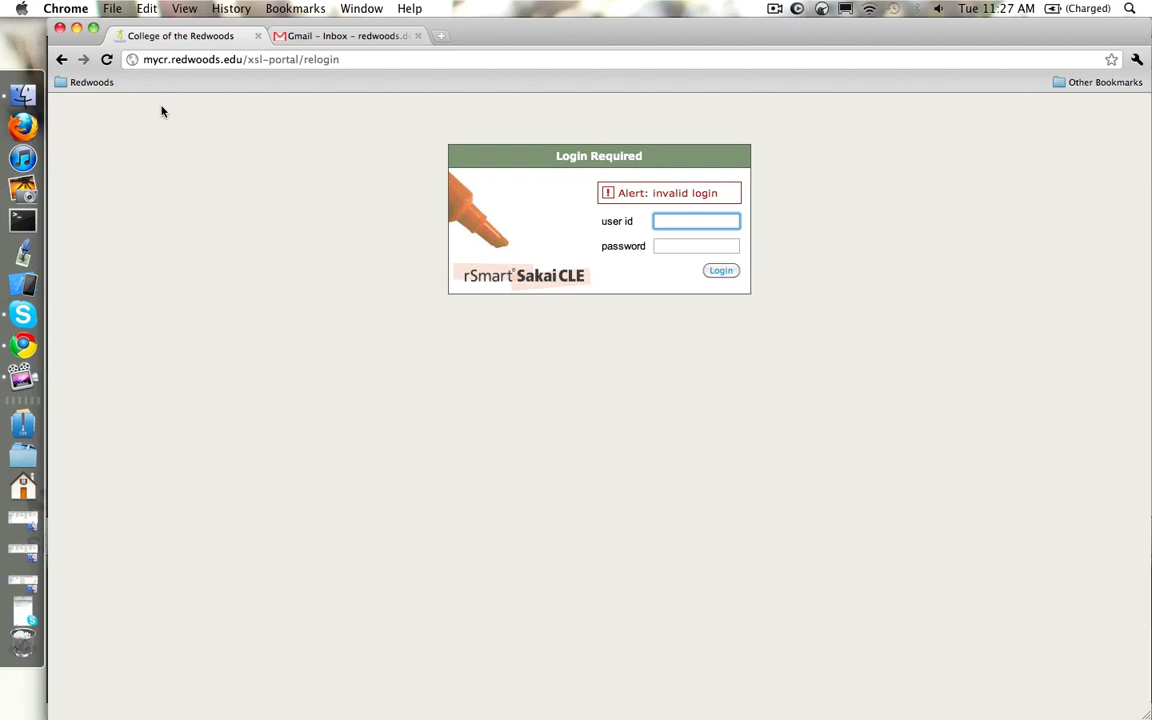 Chrome File Edit View History Bookmarks Window Help Tue 11:27 AM (Charged)
College of the Redwoods Gmail – Inbox – redwoods.d
mycr.redwoods.edu/xsl-portal/relogin
Redwoods Other Bookmarks
Login Required
! Alert: invalid login
user id
password
rSmart® Sakai CLE
Login